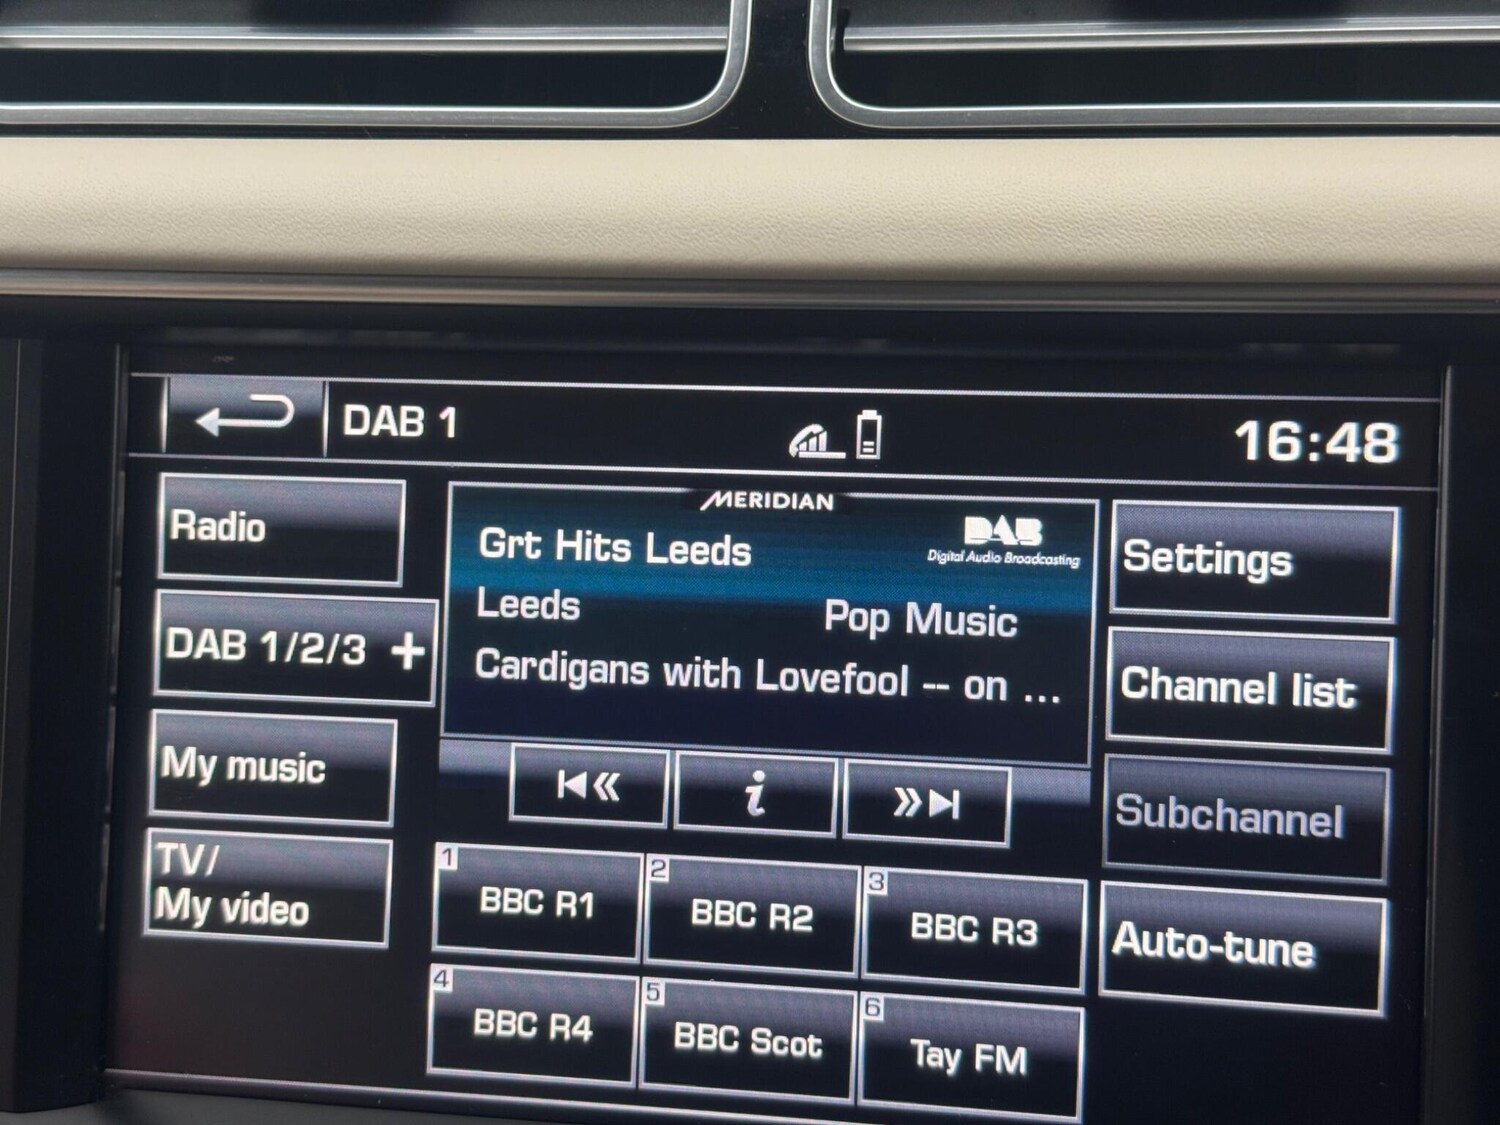 DAB 1
16:48
Radio
DAB 1/2/3 +
My music
TV/
My video
MERIDIAN
DAB
Digital Audio Broadcasting
Grt Hits Leeds
Leeds
Pop Music
Cardigans with Lovefool -- on ...
i
1
BBC R1
2
BBC R2
3
BBC R3
4
BBC R4
5
BBC Scot
6
Tay FM
Settings
Channel list
Subchannel
Auto-tune